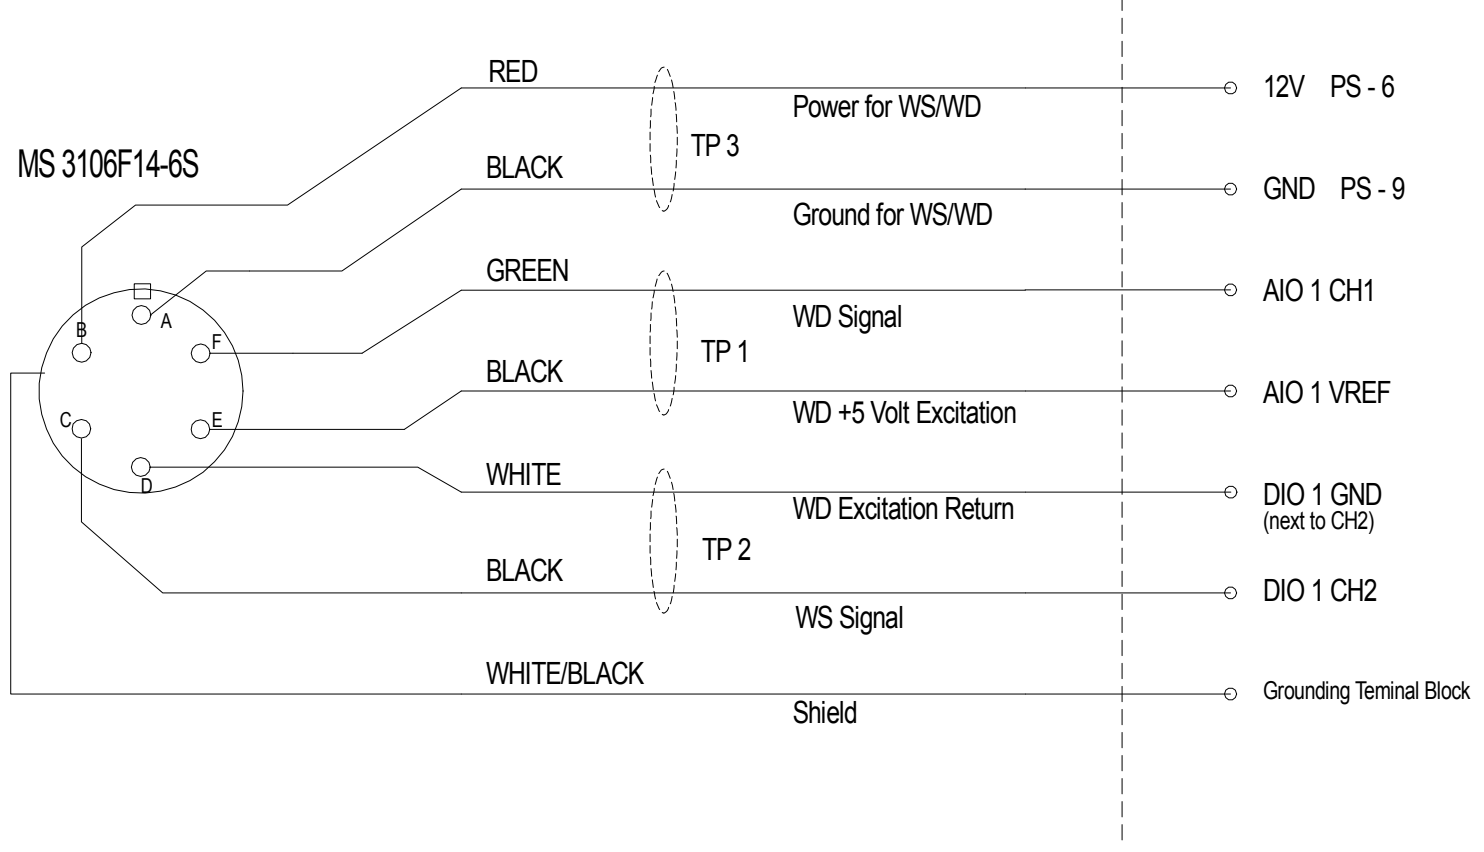 RED
12V PS - 6
Power for WS/WD
TP 3
MS 3106F14-6S
BLACK
GND PS - 9
Ground for WS/WD
GREEN
AIO 1 CH1
WD Signal
A
B
F
TP 1
BLACK
AIO 1 VREF
WD +5 Volt Excitation
C
E
WHITE
D
DIO 1 GND
(next to CH2)
WD Excitation Return
TP 2
BLACK
DIO 1 CH2
WS Signal
WHITE/BLACK
Grounding Teminal Block
Shield